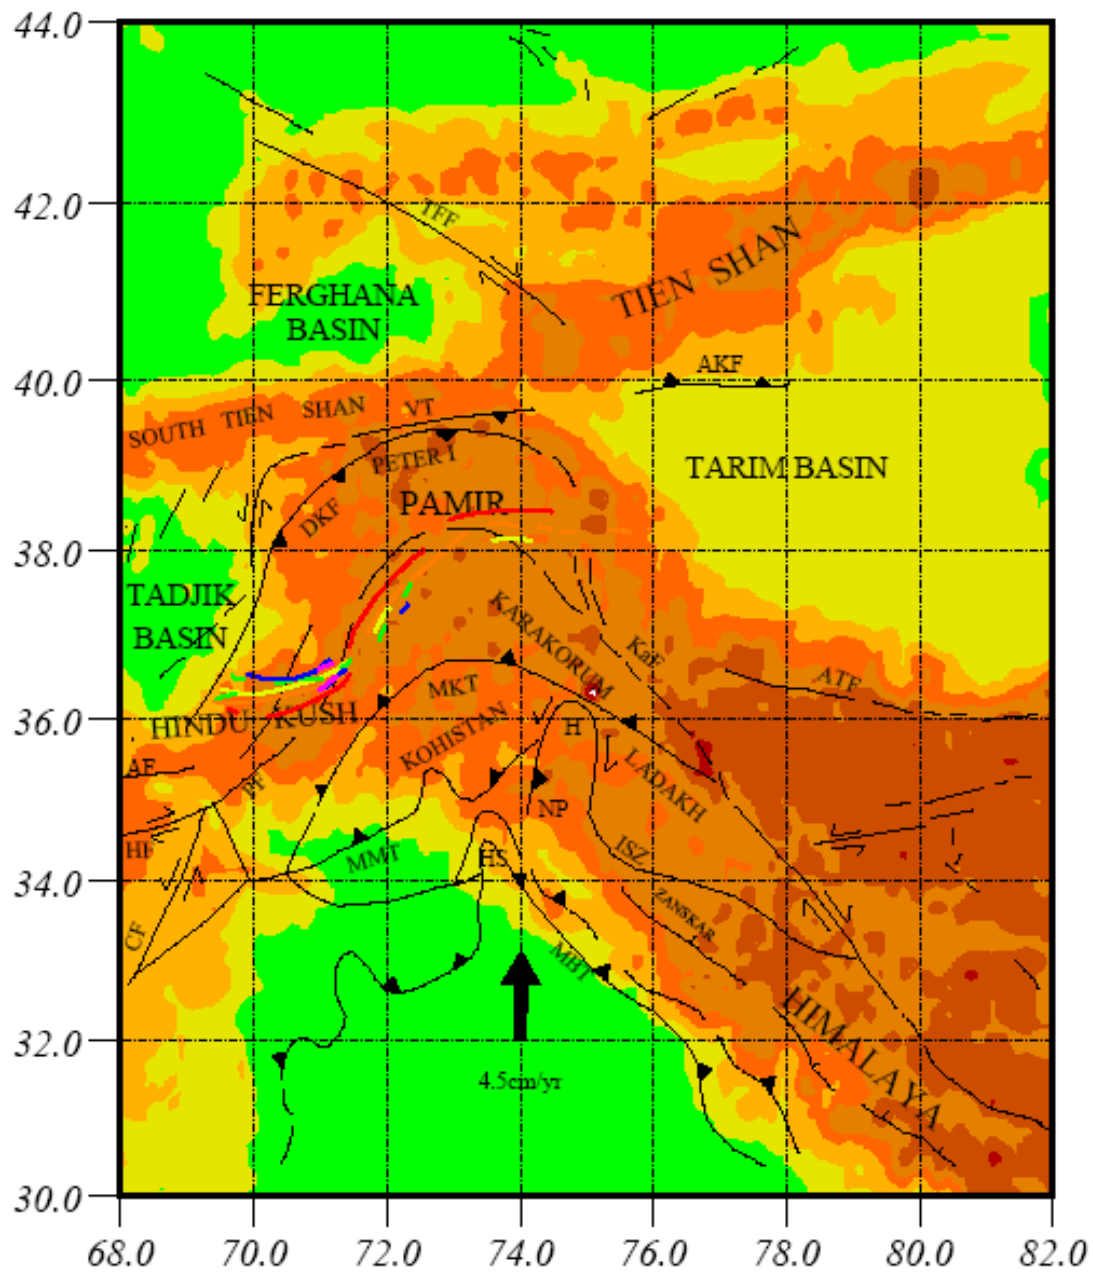 44.0
42.0
TFF
TIEN SHAN
FERGHANA
BASIN
40.0
AKF
SOUTH TIEN SHAN VT
PETER I
TARIM BASIN
PAMIR
DKF
38.0
TADJIK
BASIN
KARAKORUM
KaF
ATF
MKT
36.0
HINDU KUSH
KOHISTAN
H
LADAKH
AF
PF
NP
HF
MMT
HS
ISZ
34.0
ZANSKAR
CF
MBT
HIMALAYA
32.0
4.5cm/yr
30.0
68.0 70.0 72.0 74.0 76.0 78.0 80.0 82.0